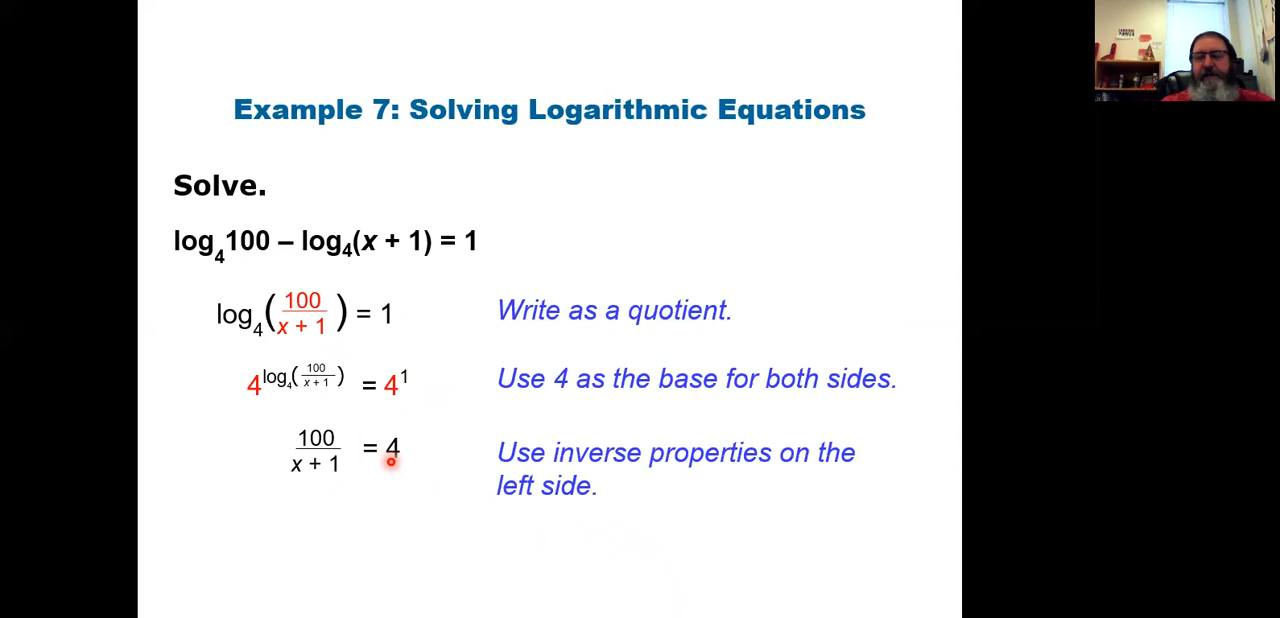 Example 7: Solving Logarithmic Equations
Solve.
log₄100 – log₄(x + 1) = 1
log₄(100/(x + 1)) = 1 Write as a quotient.
4^(log₄(100/(x + 1))) = 4¹ Use 4 as the base for both sides.
100/(x + 1) = 4 Use inverse properties on the
left side.